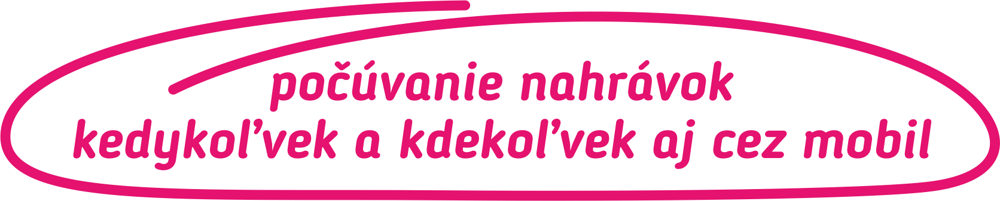 počúvanie nahrávok
kedykoľvek a kdekoľvek aj cez mobil